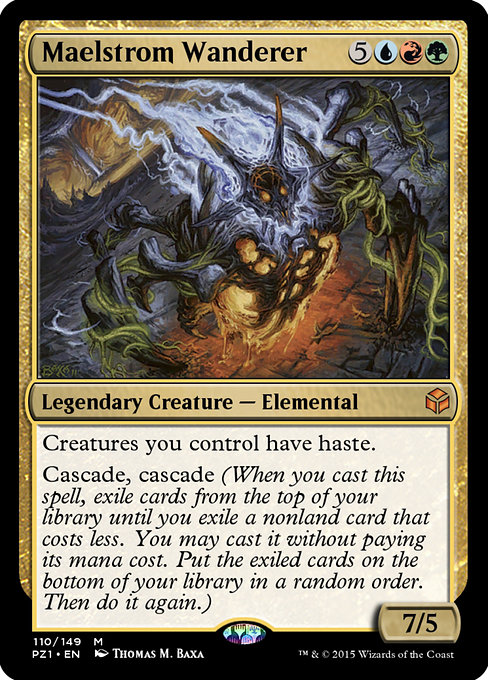 Maelstrom Wanderer 5
Legendary Creature — Elemental
Creatures you control have haste.
Cascade, cascade (When you cast this
spell, exile cards from the top of your
library until you exile a nonland card that
costs less. You may cast it without paying
its mana cost. Put the exiled cards on the
bottom of your library in a random order.
Then do it again.)
7/5
110/149 M
PZ1 • EN Thomas M. Baxa
™ & © 2015 Wizards of the Coast